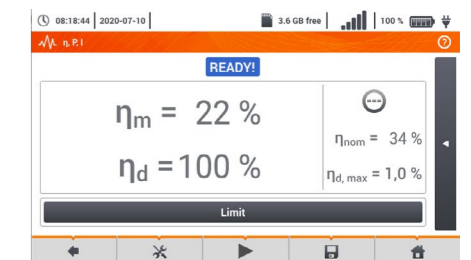 08:18:44 2020-07-10 3.6 GB free 100 %
η, P, I
READY!
ηm = 22 %
ηd = 100 %
---
ηnom = 34 %
ηd, max = 1,0 %
Limit